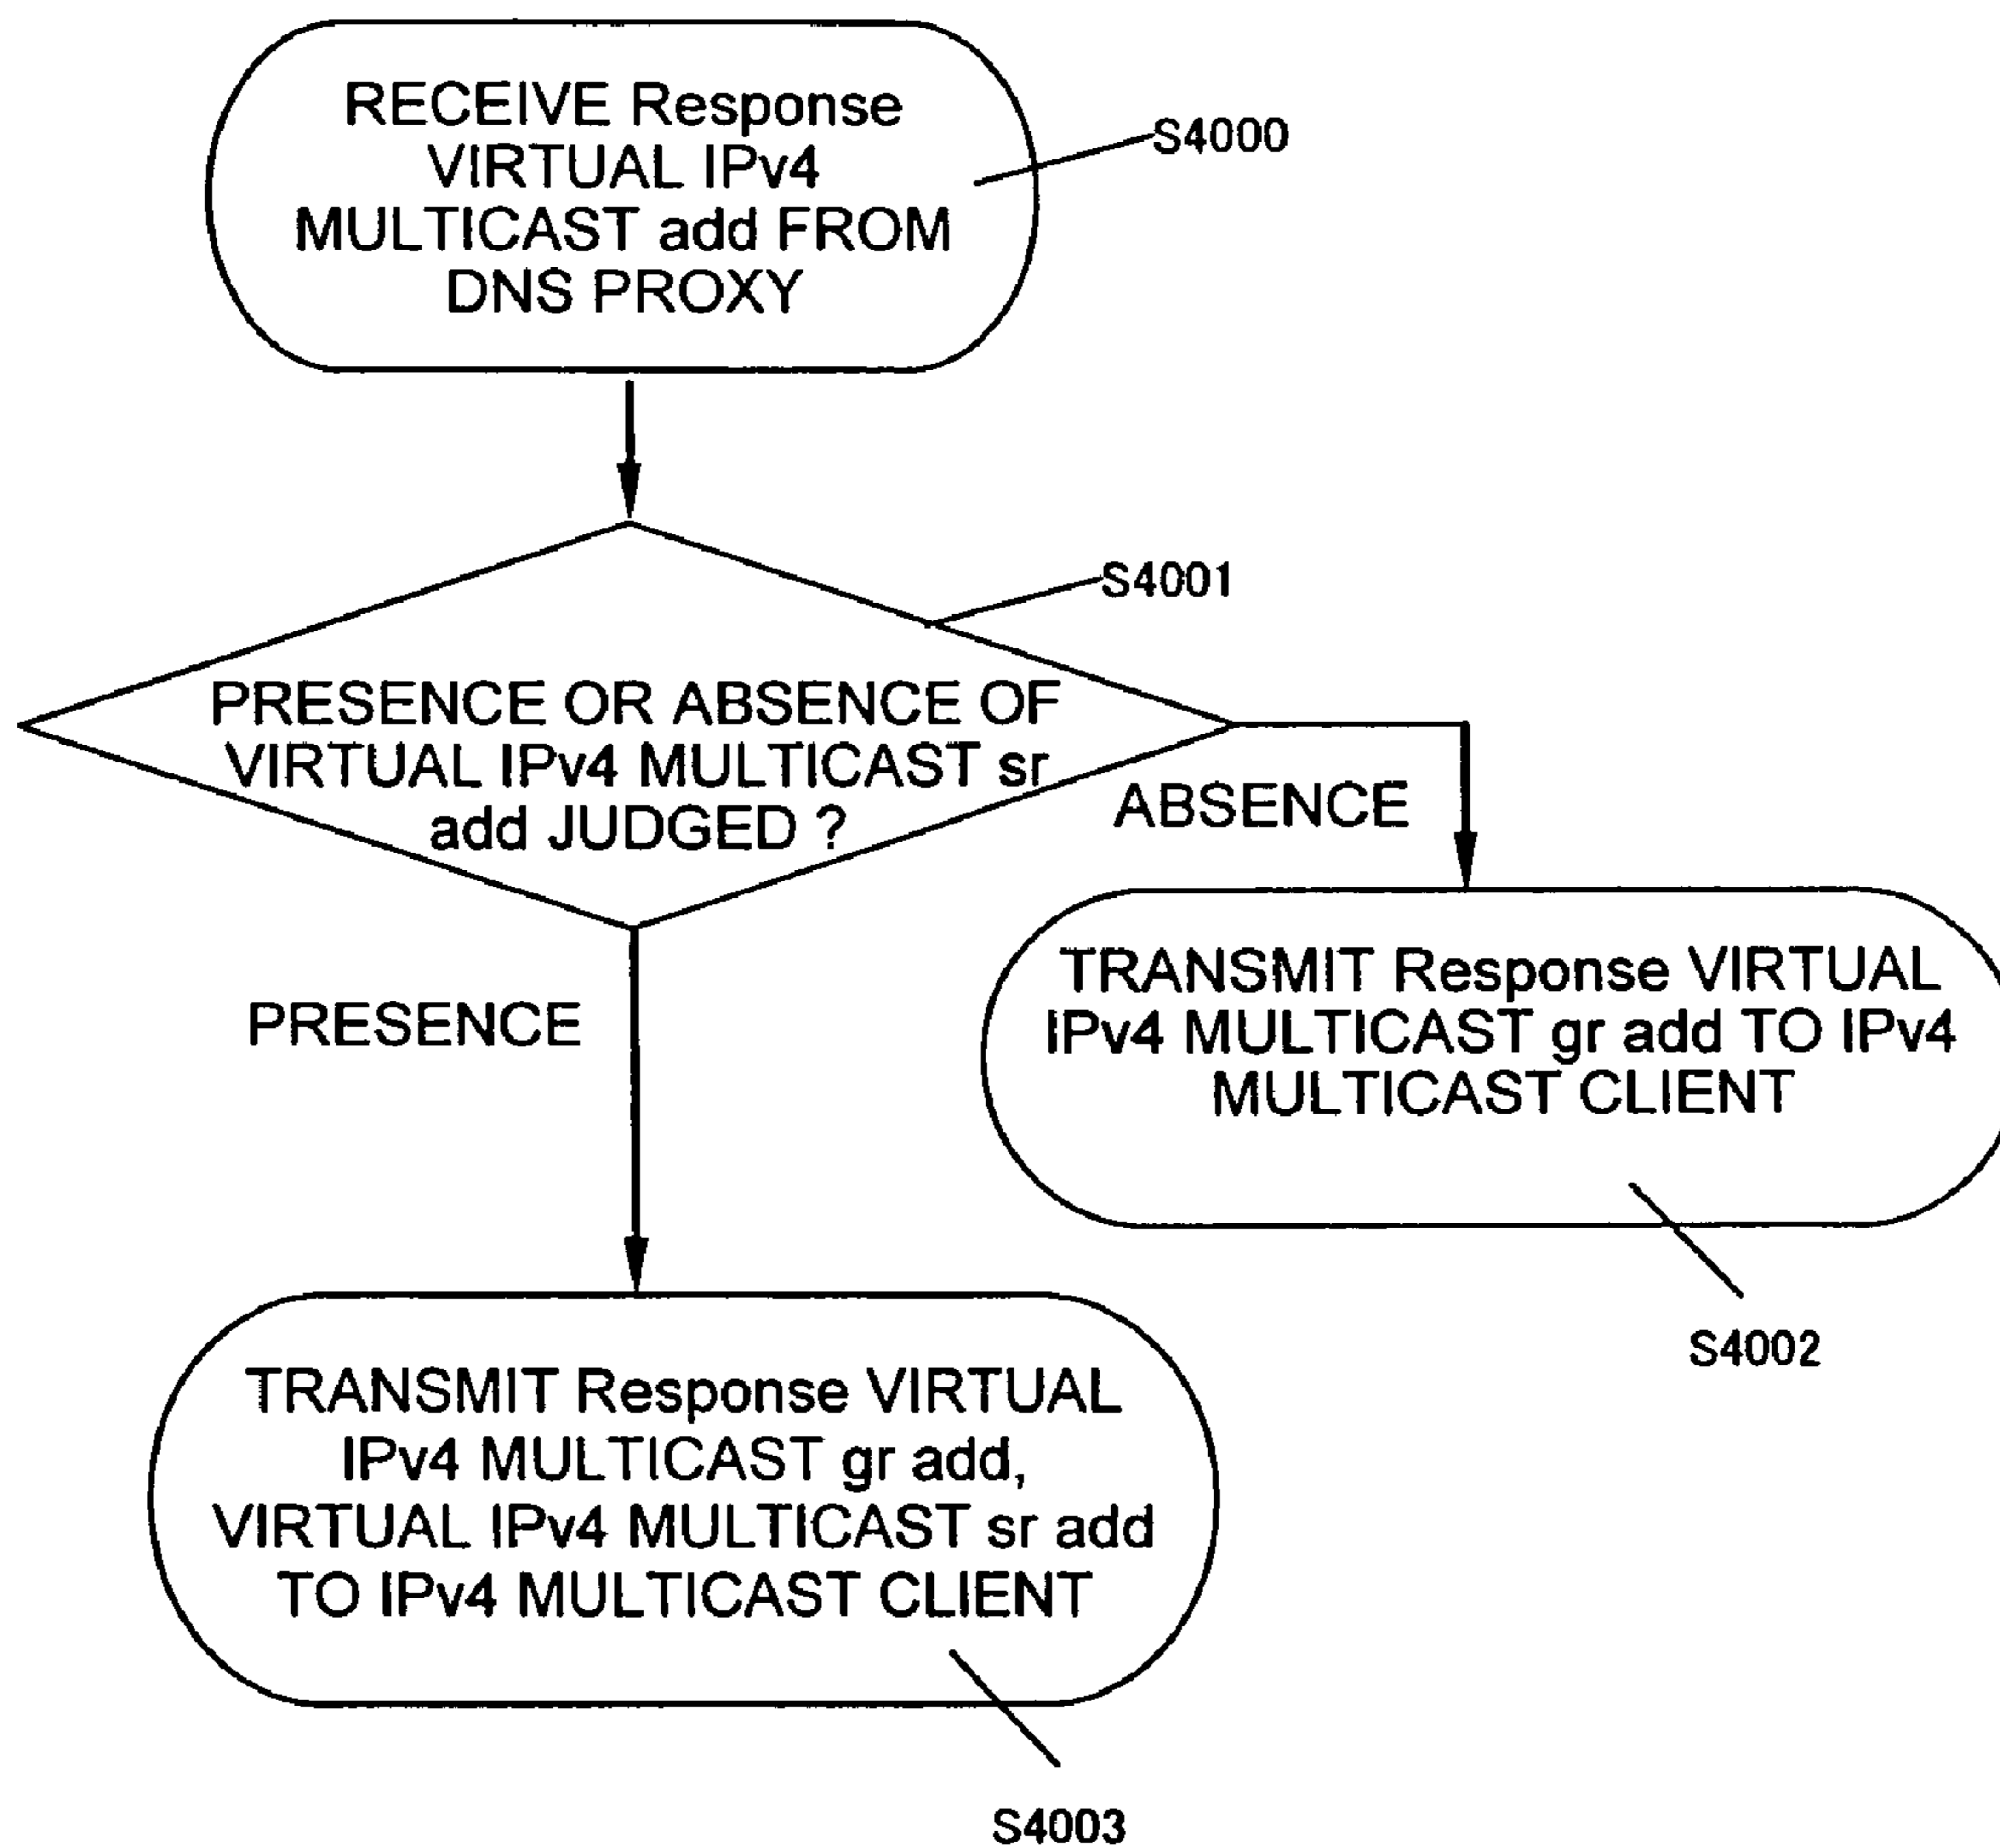 RECEIVE Response
VIRTUAL IPv4
MULTICAST add FROM
DNS PROXY
S4000
S4001
PRESENCE OR ABSENCE OF
VIRTUAL IPv4 MULTICAST sr
add JUDGED ?
ABSENCE
PRESENCE
TRANSMIT Response VIRTUAL
IPv4 MULTICAST gr add TO IPv4
MULTICAST CLIENT
S4002
TRANSMIT Response VIRTUAL
IPv4 MULTICAST gr add,
VIRTUAL IPv4 MULTICAST sr add
TO IPv4 MULTICAST CLIENT
S4003